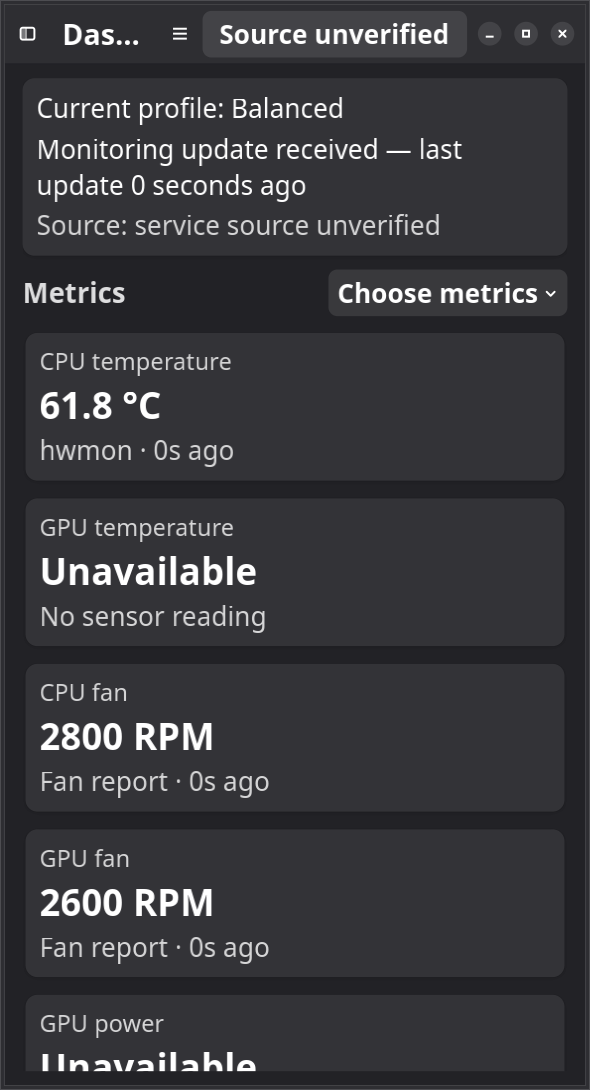 Das...
Source unverified
Current profile: Balanced
Monitoring update received — last
update 0 seconds ago
Source: service source unverified
Metrics
Choose metrics
CPU temperature
61.8 °C
hwmon · 0s ago
GPU temperature
Unavailable
No sensor reading
CPU fan
2800 RPM
Fan report · 0s ago
GPU fan
2600 RPM
Fan report · 0s ago
GPU power
Unavailable